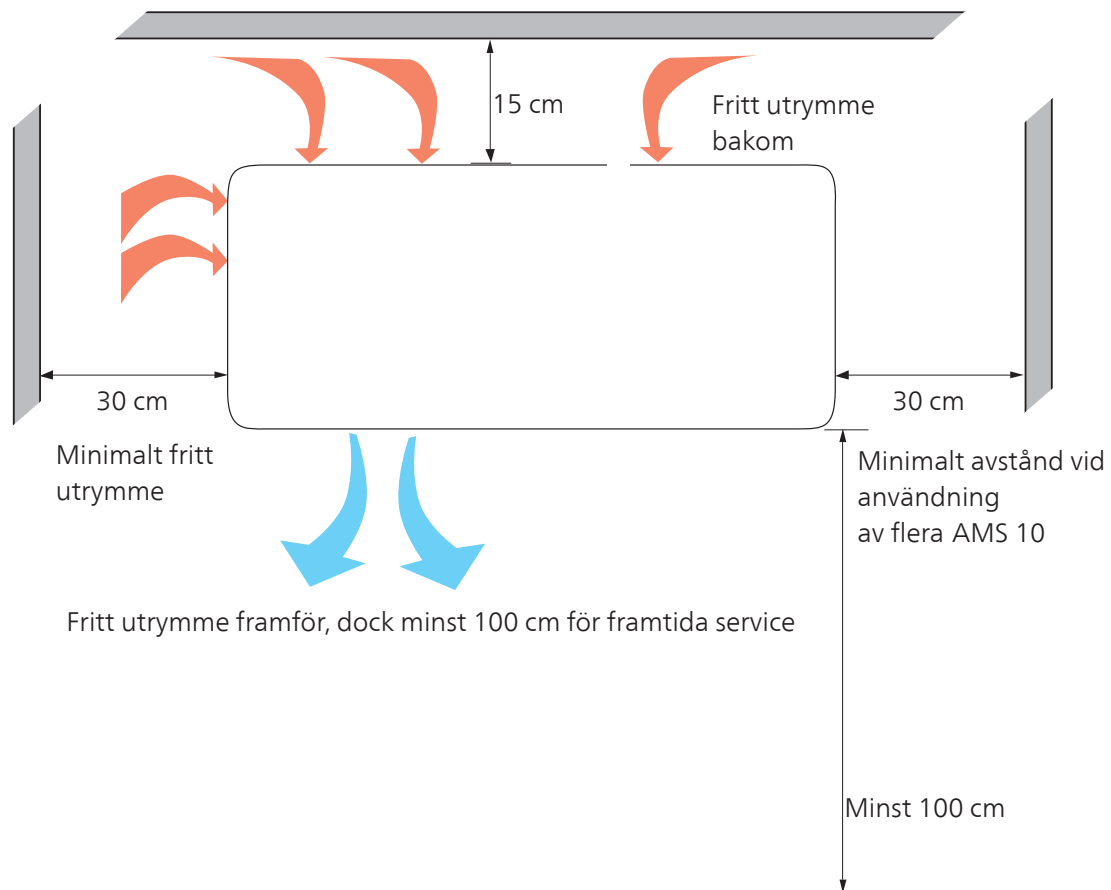 15 cm
Fritt utrymme
bakom
30 cm
30 cm
Minimalt fritt
utrymme
Minimalt avstånd vid
användning
av flera AMS 10
Fritt utrymme framför, dock minst 100 cm för framtida service
Minst 100 cm